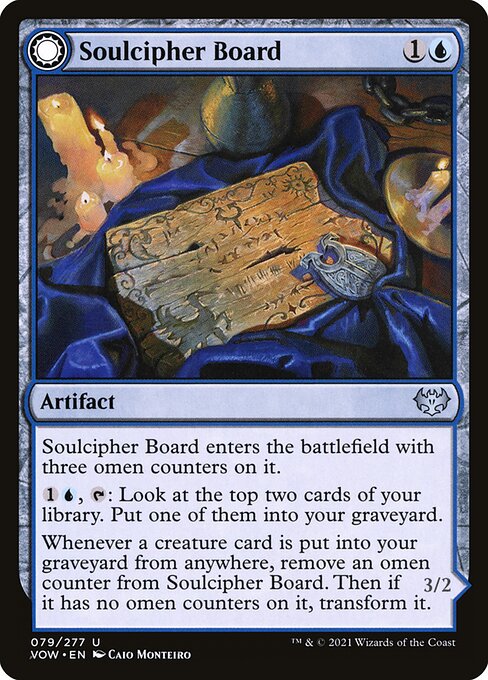 Soulcipher Board 1
Artifact
Soulcipher Board enters the battlefield with
three omen counters on it.
1 , : Look at the top two cards of your
library. Put one of them into your graveyard.
Whenever a creature card is put into your
graveyard from anywhere, remove an omen
counter from Soulcipher Board. Then if
it has no omen counters on it, transform it.
3/2
079/277 U
VOW • EN Caio Monteiro
™ & © 2021 Wizards of the Coast